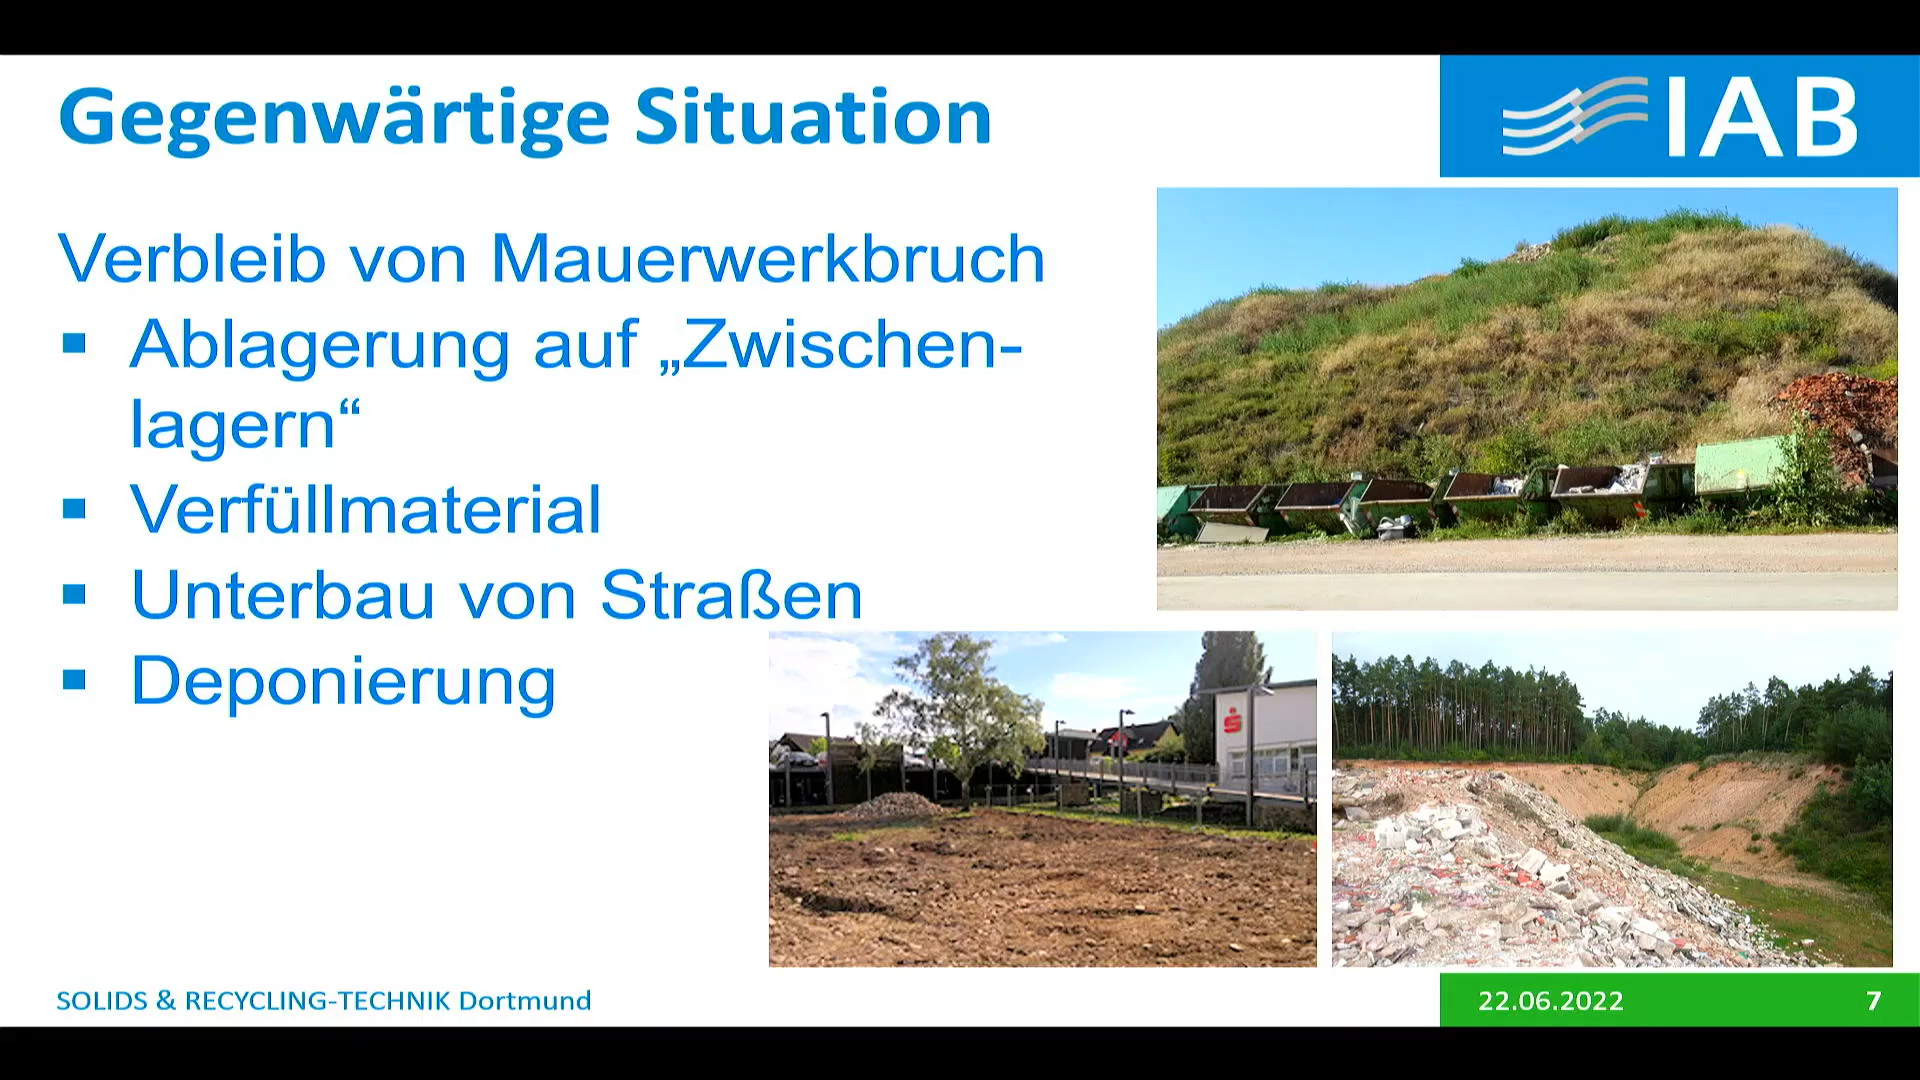 Gegenwärtige Situation
IAB
Verbleib von Mauerwerkbruch
▪ Ablagerung auf „Zwischen-
lagern“
▪ Verfüllmaterial
▪ Unterbau von Straßen
▪ Deponierung
SOLIDS & RECYCLING-TECHNIK Dortmund
22.06.2022
7